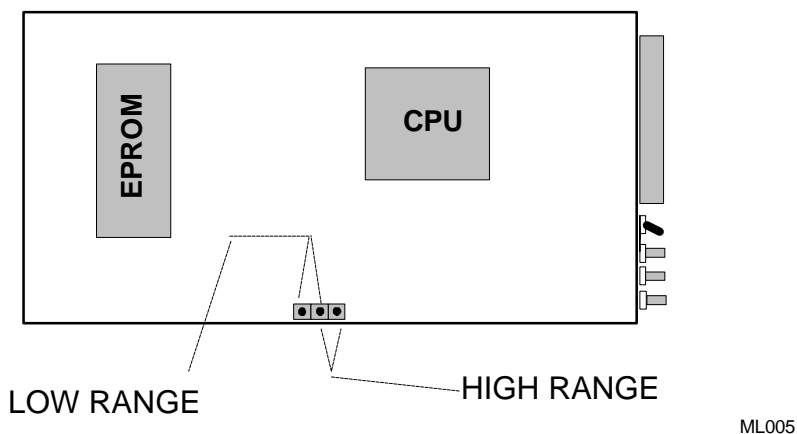 EPROM
CPU
LOW RANGE
HIGH RANGE
ML005